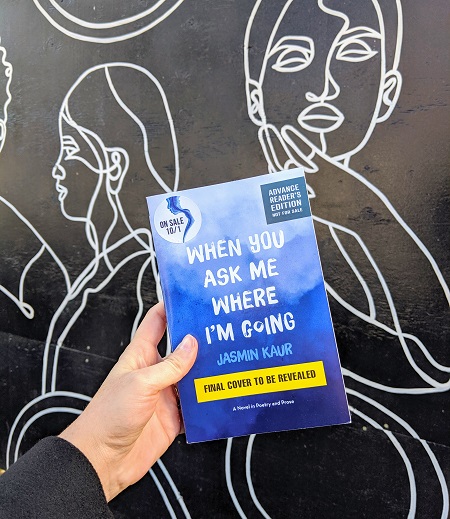 ON SALE
10/1
ADVANCE
READER'S
EDITION
NOT FOR SALE
WHEN YOU
ASK ME
WHERE
I'M GOING
JASMIN KAUR
FINAL COVER TO BE REVEALED
A Novel in Poetry and Prose